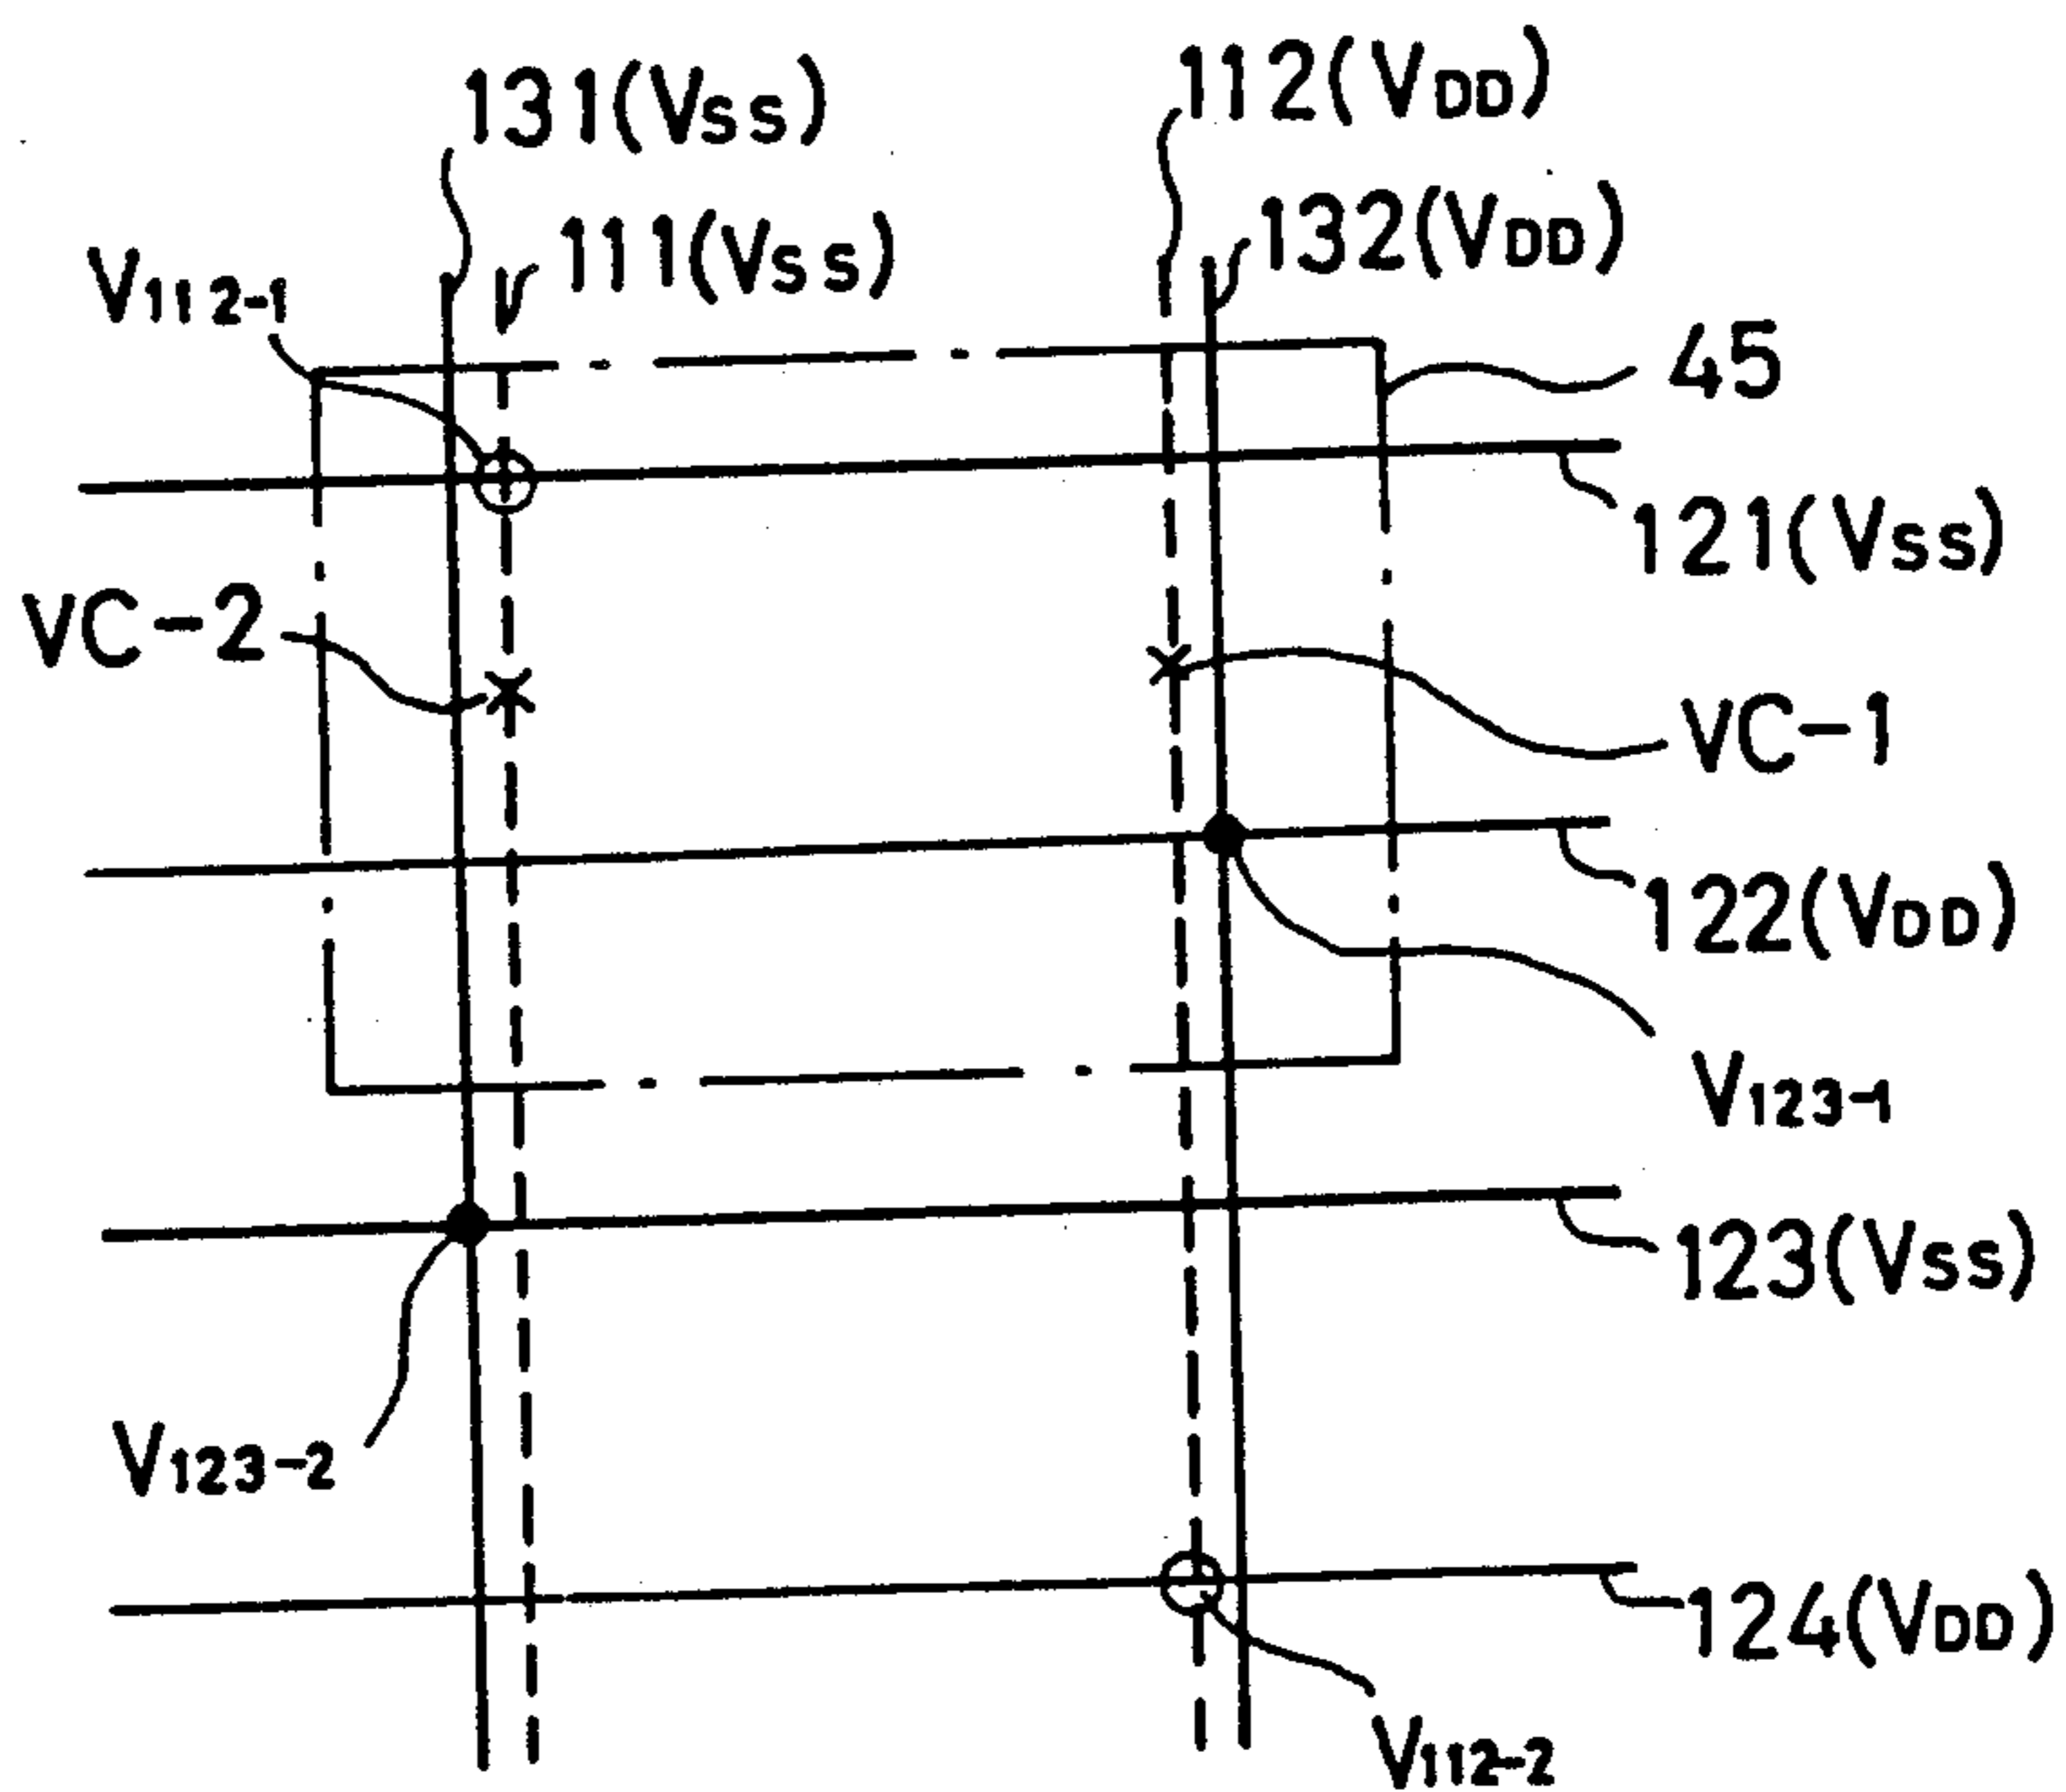 131(VSS)
112(VDD)
111(VSS)
132(VDD)
V112-1
45
121(VSS)
VC-2
VC-1
122(VDD)
V123-1
123(VSS)
V123-2
124(VDD)
V112-2